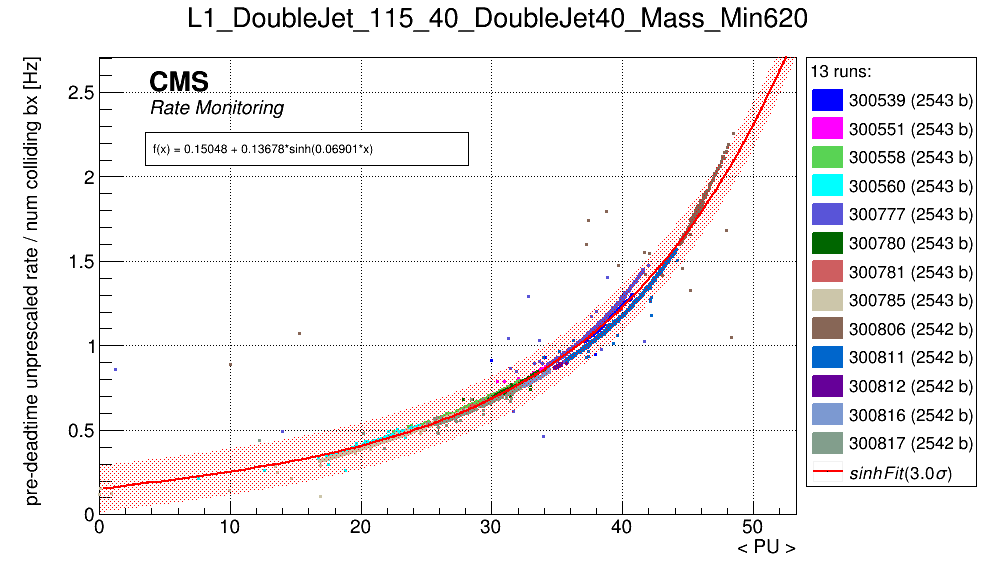 L1_DoubleJet_115_40_DoubleJet40_Mass_Min620
pre-deadtime unprescaled rate / num colliding bx [Hz]
CMS
Rate Monitoring
f(x) = 0.15048 + 0.13678*sinh(0.06901*x)
2.5
2
1.5
1
0.5
0
0 10 20 30 40 50
< PU >
13 runs:
300539 (2543 b)
300551 (2543 b)
300558 (2543 b)
300560 (2543 b)
300777 (2543 b)
300780 (2543 b)
300781 (2543 b)
300785 (2543 b)
300806 (2542 b)
300811 (2542 b)
300812 (2542 b)
300816 (2542 b)
300817 (2542 b)
sinhFit(3.0σ)